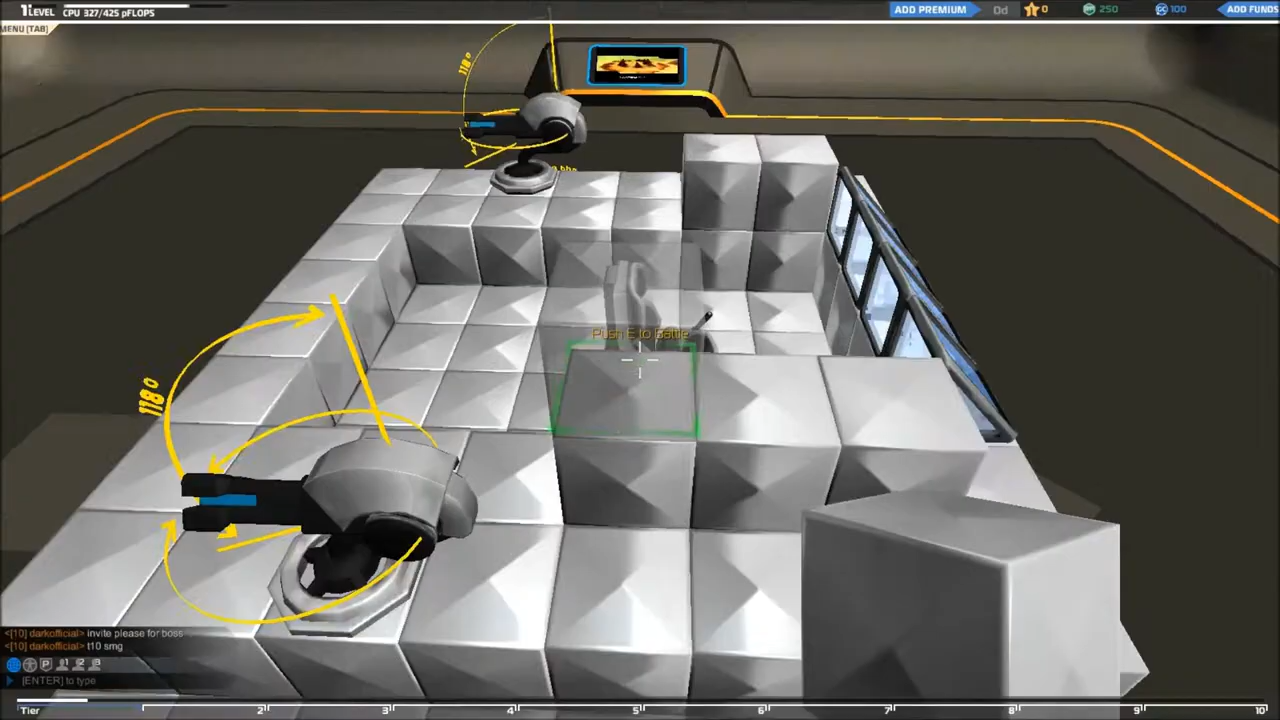 1 LEVEL CPU 327/425 pFLOPS
ADD PREMIUM 0d 0 250 100 ADD FUNDS
MENU [TAB]
118°
Push E to Battle
118°
<[10] darkofficial> invite please for boss
<[10] darkofficial> t10 smg
[ENTER] to type
Tier 2 3 4 5 6 7 8 9 10